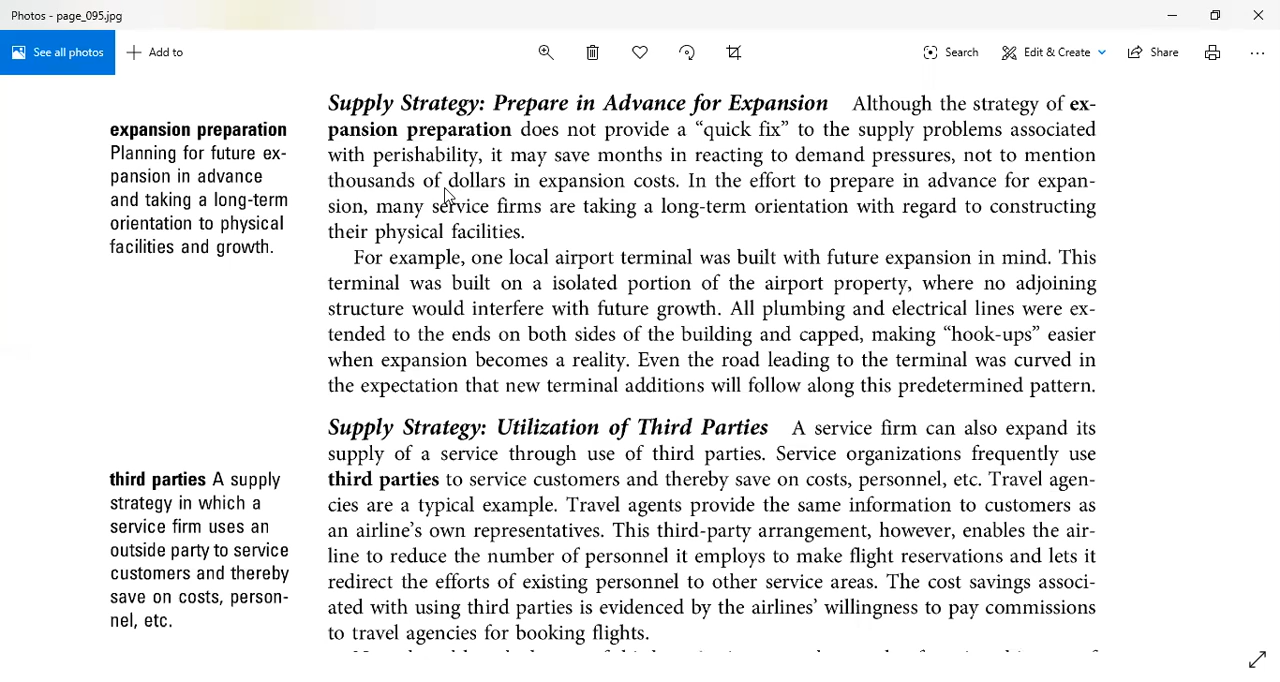 Photos - page_095.jpg
See all photos
Add to
Search
Edit & Create
Share
expansion preparation
Planning for future ex-
pansion in advance
and taking a long-term
orientation to physical
facilities and growth.
Supply Strategy: Prepare in Advance for Expansion Although the strategy of ex-
pansion preparation does not provide a “quick fix” to the supply problems associated
with perishability, it may save months in reacting to demand pressures, not to mention
thousands of dollars in expansion costs. In the effort to prepare in advance for expan-
sion, many service firms are taking a long-term orientation with regard to constructing
their physical facilities.
For example, one local airport terminal was built with future expansion in mind. This
terminal was built on a isolated portion of the airport property, where no adjoining
structure would interfere with future growth. All plumbing and electrical lines were ex-
tended to the ends on both sides of the building and capped, making “hook-ups” easier
when expansion becomes a reality. Even the road leading to the terminal was curved in
the expectation that new terminal additions will follow along this predetermined pattern.
third parties A supply
strategy in which a
service firm uses an
outside party to service
customers and thereby
save on costs, person-
nel, etc.
Supply Strategy: Utilization of Third Parties A service firm can also expand its
supply of a service through use of third parties. Service organizations frequently use
third parties to service customers and thereby save on costs, personnel, etc. Travel agen-
cies are a typical example. Travel agents provide the same information to customers as
an airline’s own representatives. This third-party arrangement, however, enables the air-
line to reduce the number of personnel it employs to make flight reservations and lets it
redirect the efforts of existing personnel to other service areas. The cost savings associ-
ated with using third parties is evidenced by the airlines’ willingness to pay commissions
to travel agencies for booking flights.